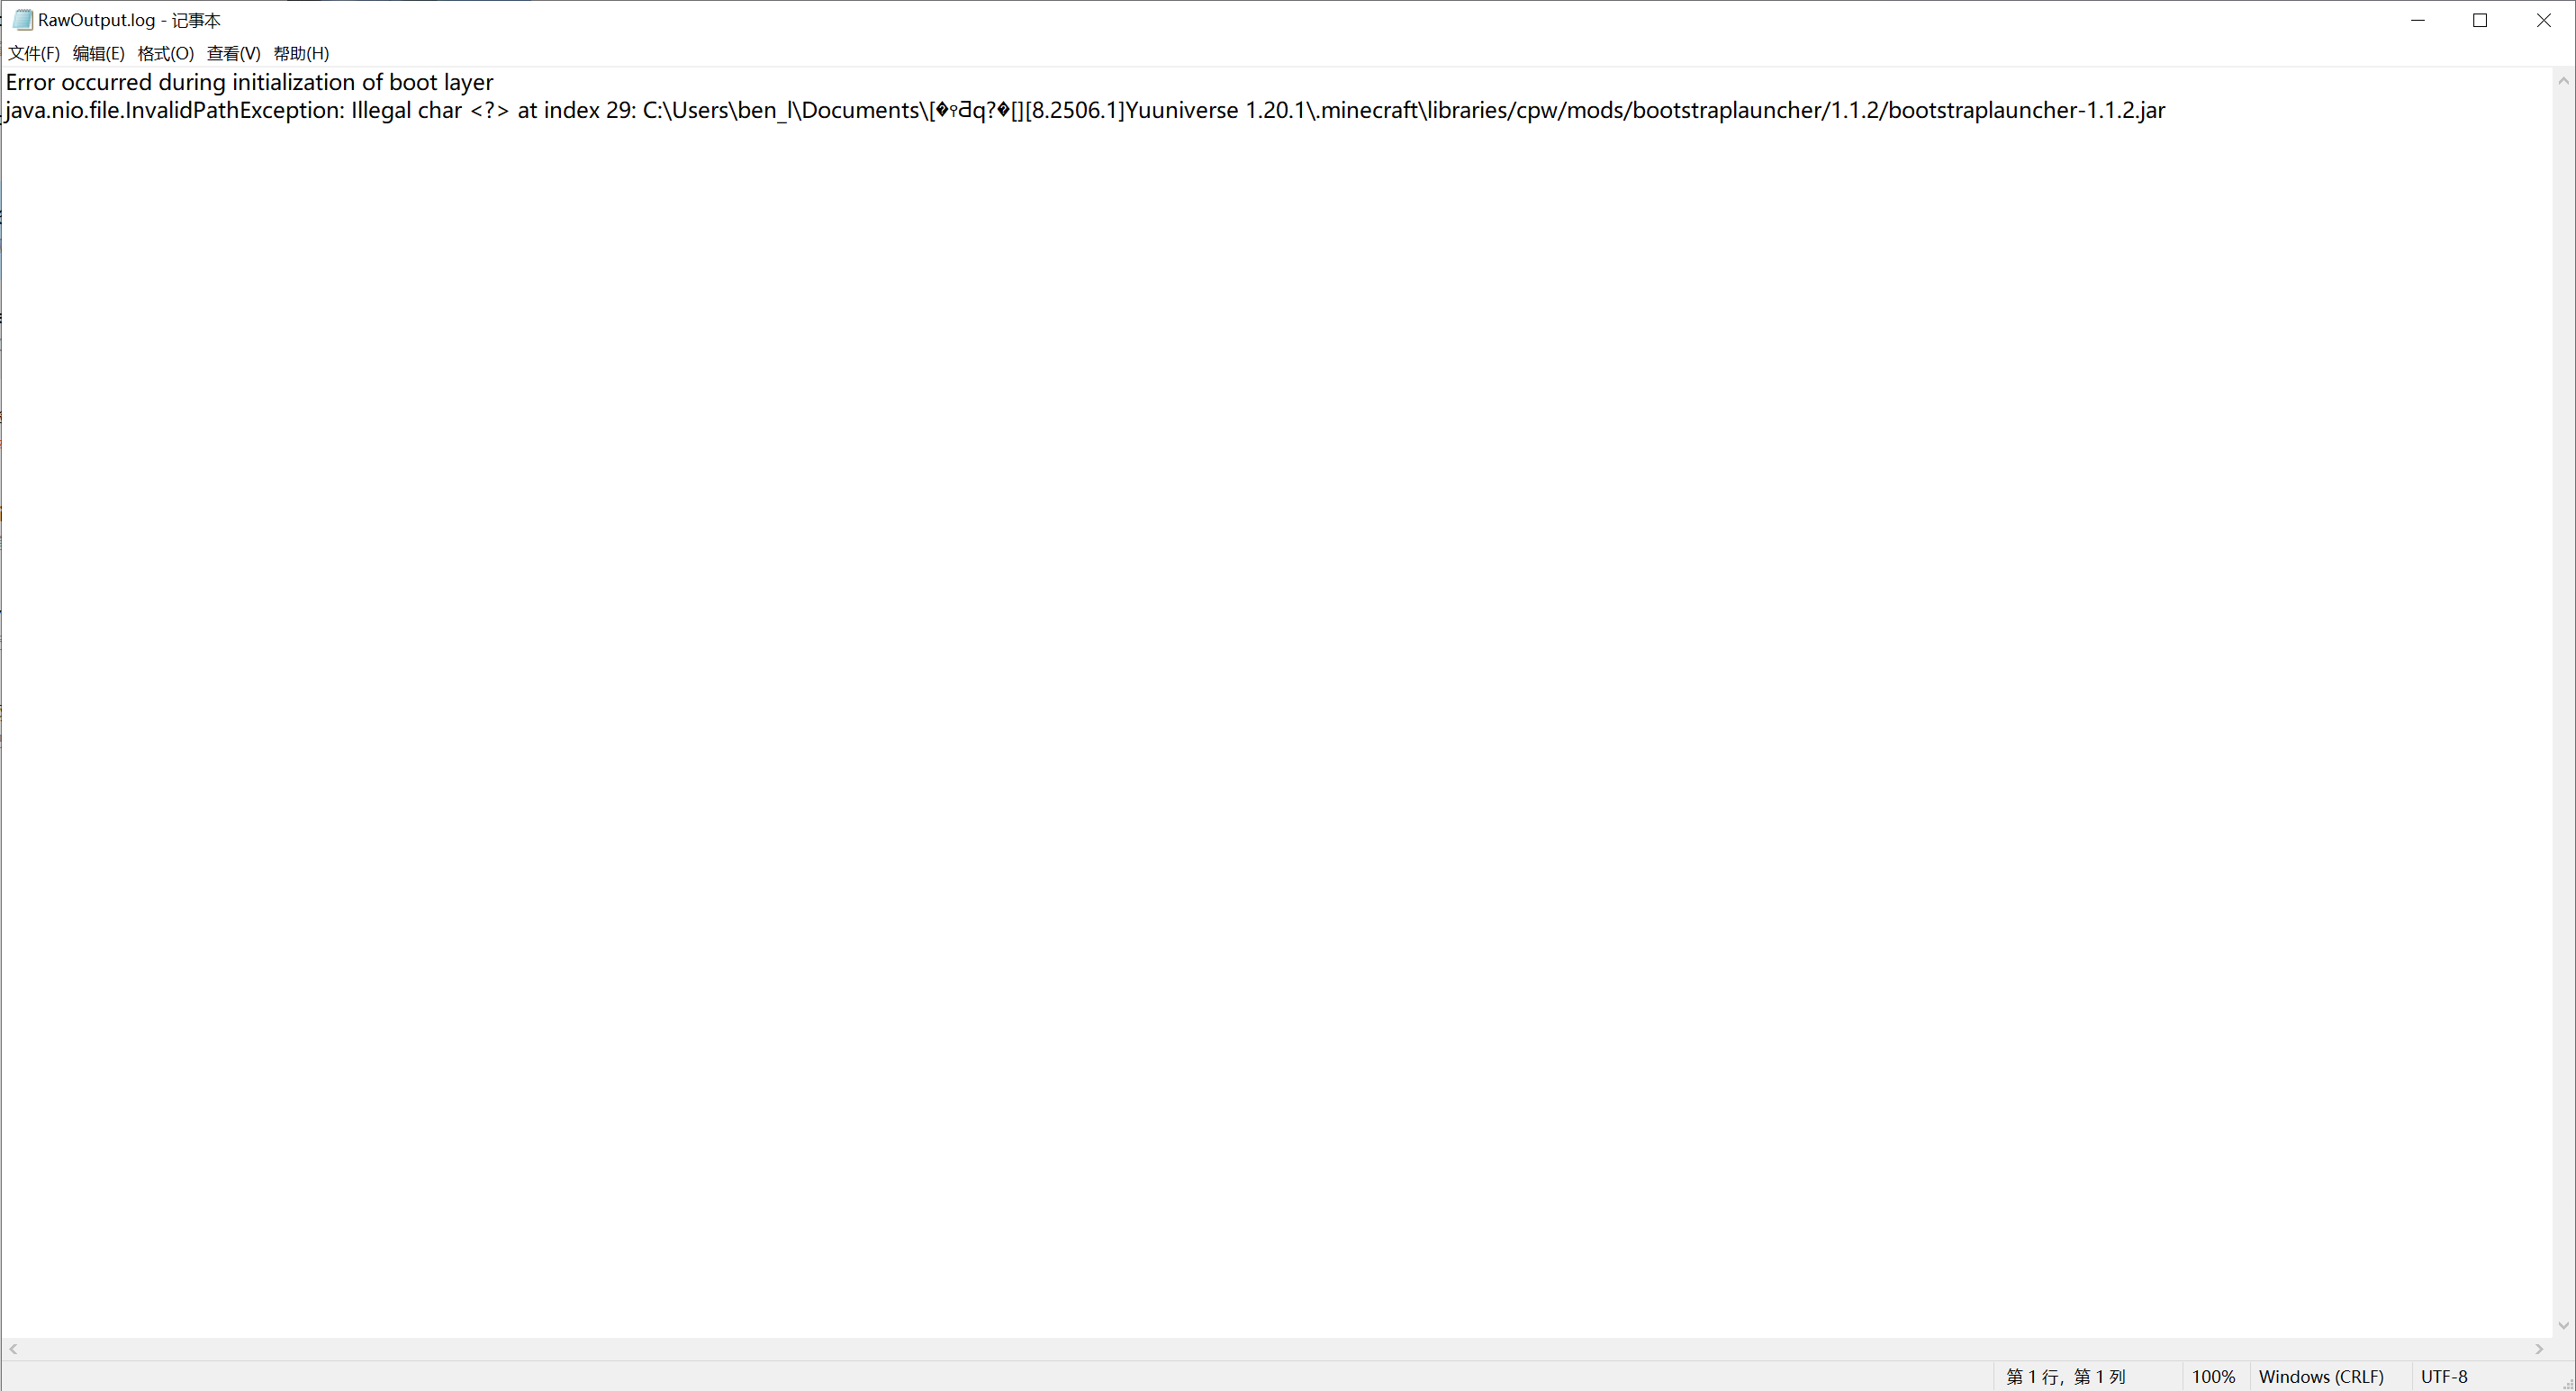 RawOutput.log - 记事本
文件(F) 编辑(E) 格式(O) 查看(V) 帮助(H)
Error occurred during initialization of boot layer
java.nio.file.InvalidPathException: Illegal char <?> at index 29: C:\Users\ben_l\Documents\[�⫯Ƌq?�[][8.2506.1]Yuuniverse 1.20.1\.minecraft\libraries/cpw/mods/bootstraplauncher/1.1.2/bootstraplauncher-1.1.2.jar
第 1 行，第 1 列 100% Windows (CRLF) UTF-8